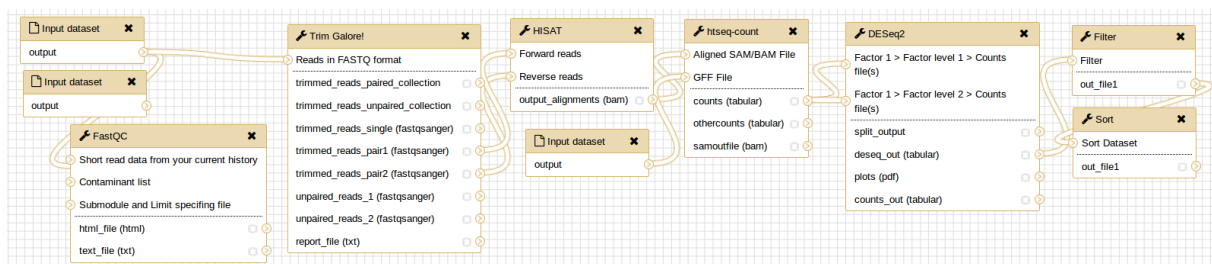 Input dataset
output
Input dataset
output
FastQC
Short read data from your current history
Contaminant list
Submodule and Limit specifing file
html_file (html)
text_file (txt)
Trim Galore!
Reads in FASTQ format
trimmed_reads_paired_collection
trimmed_reads_unpaired_collection
trimmed_reads_single (fastqsanger)
trimmed_reads_pair1 (fastqsanger)
trimmed_reads_pair2 (fastqsanger)
unpaired_reads_1 (fastqsanger)
unpaired_reads_2 (fastqsanger)
report_file (txt)
HISAT
Forward reads
Reverse reads
output_alignments (bam)
Input dataset
output
htseq-count
Aligned SAM/BAM File
GFF File
counts (tabular)
othercounts (tabular)
samoutfile (bam)
DESeq2
Factor 1 > Factor level 1 > Counts
file(s)
Factor 1 > Factor level 2 > Counts
file(s)
split_output
deseq_out (tabular)
plots (pdf)
counts_out (tabular)
Filter
Filter
out_file1
Sort
Sort Dataset
out_file1